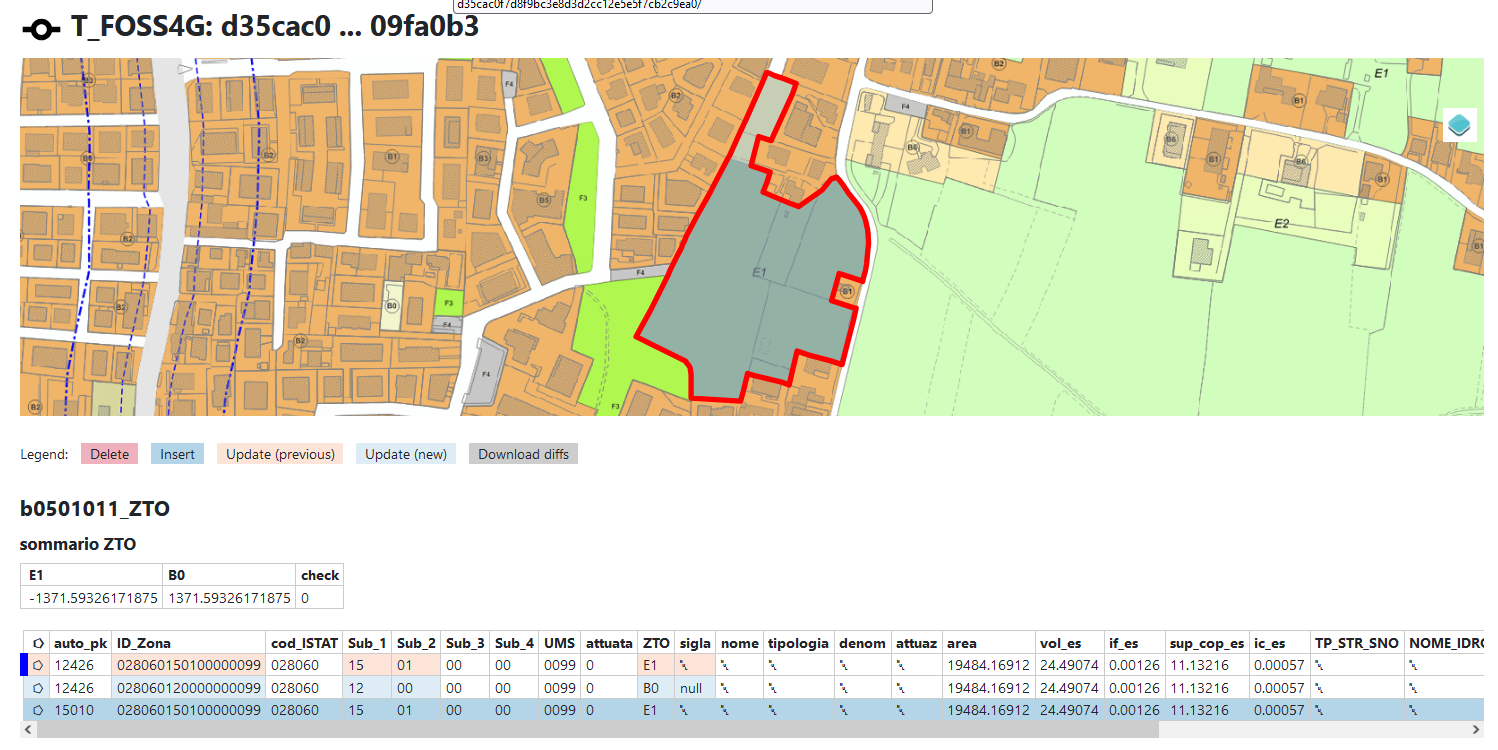 d35cac0f7d8f9bc3e8d3d2cc12e5e5f7cb2c9ea0/
T_FOSS4G: d35cac0 ... 09fa0b3
B3
F4
B2
B2
E1
B1
F4
B1
B6
B6
B1
B6
B1
B6
B2
B1
B3
B5
F3
E2
B2
B1
F4
E1
B1
B2
B0
F3
F4
B2
F4
B2
F3
Legend: Delete Insert Update (previous) Update (new) Download diffs
b0501011_ZTO
sommario ZTO
E1 B0 check
-1371.59326171875 1371.59326171875 0
auto_pk ID_Zona cod_ISTAT Sub_1 Sub_2 Sub_3 Sub_4 UMS attuata ZTO sigla nome tipologia denom attuaz area vol_es if_es sup_cop_es ic_es TP_STR_SNO NOME_IDRO
12426 028060150100000099 028060 15 01 00 00 0099 0 E1 19484.16912 24.49074 0.00126 11.13216 0.00057
12426 028060120000000099 028060 12 00 00 00 0099 0 B0 null 19484.16912 24.49074 0.00126 11.13216 0.00057
15010 028060150100000099 028060 15 01 00 00 0099 0 E1 19484.16912 24.49074 0.00126 11.13216 0.00057